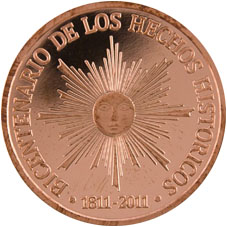 BICENTENARIO DE LOS HECHOS HISTORICOS
· 1811-2011 ·